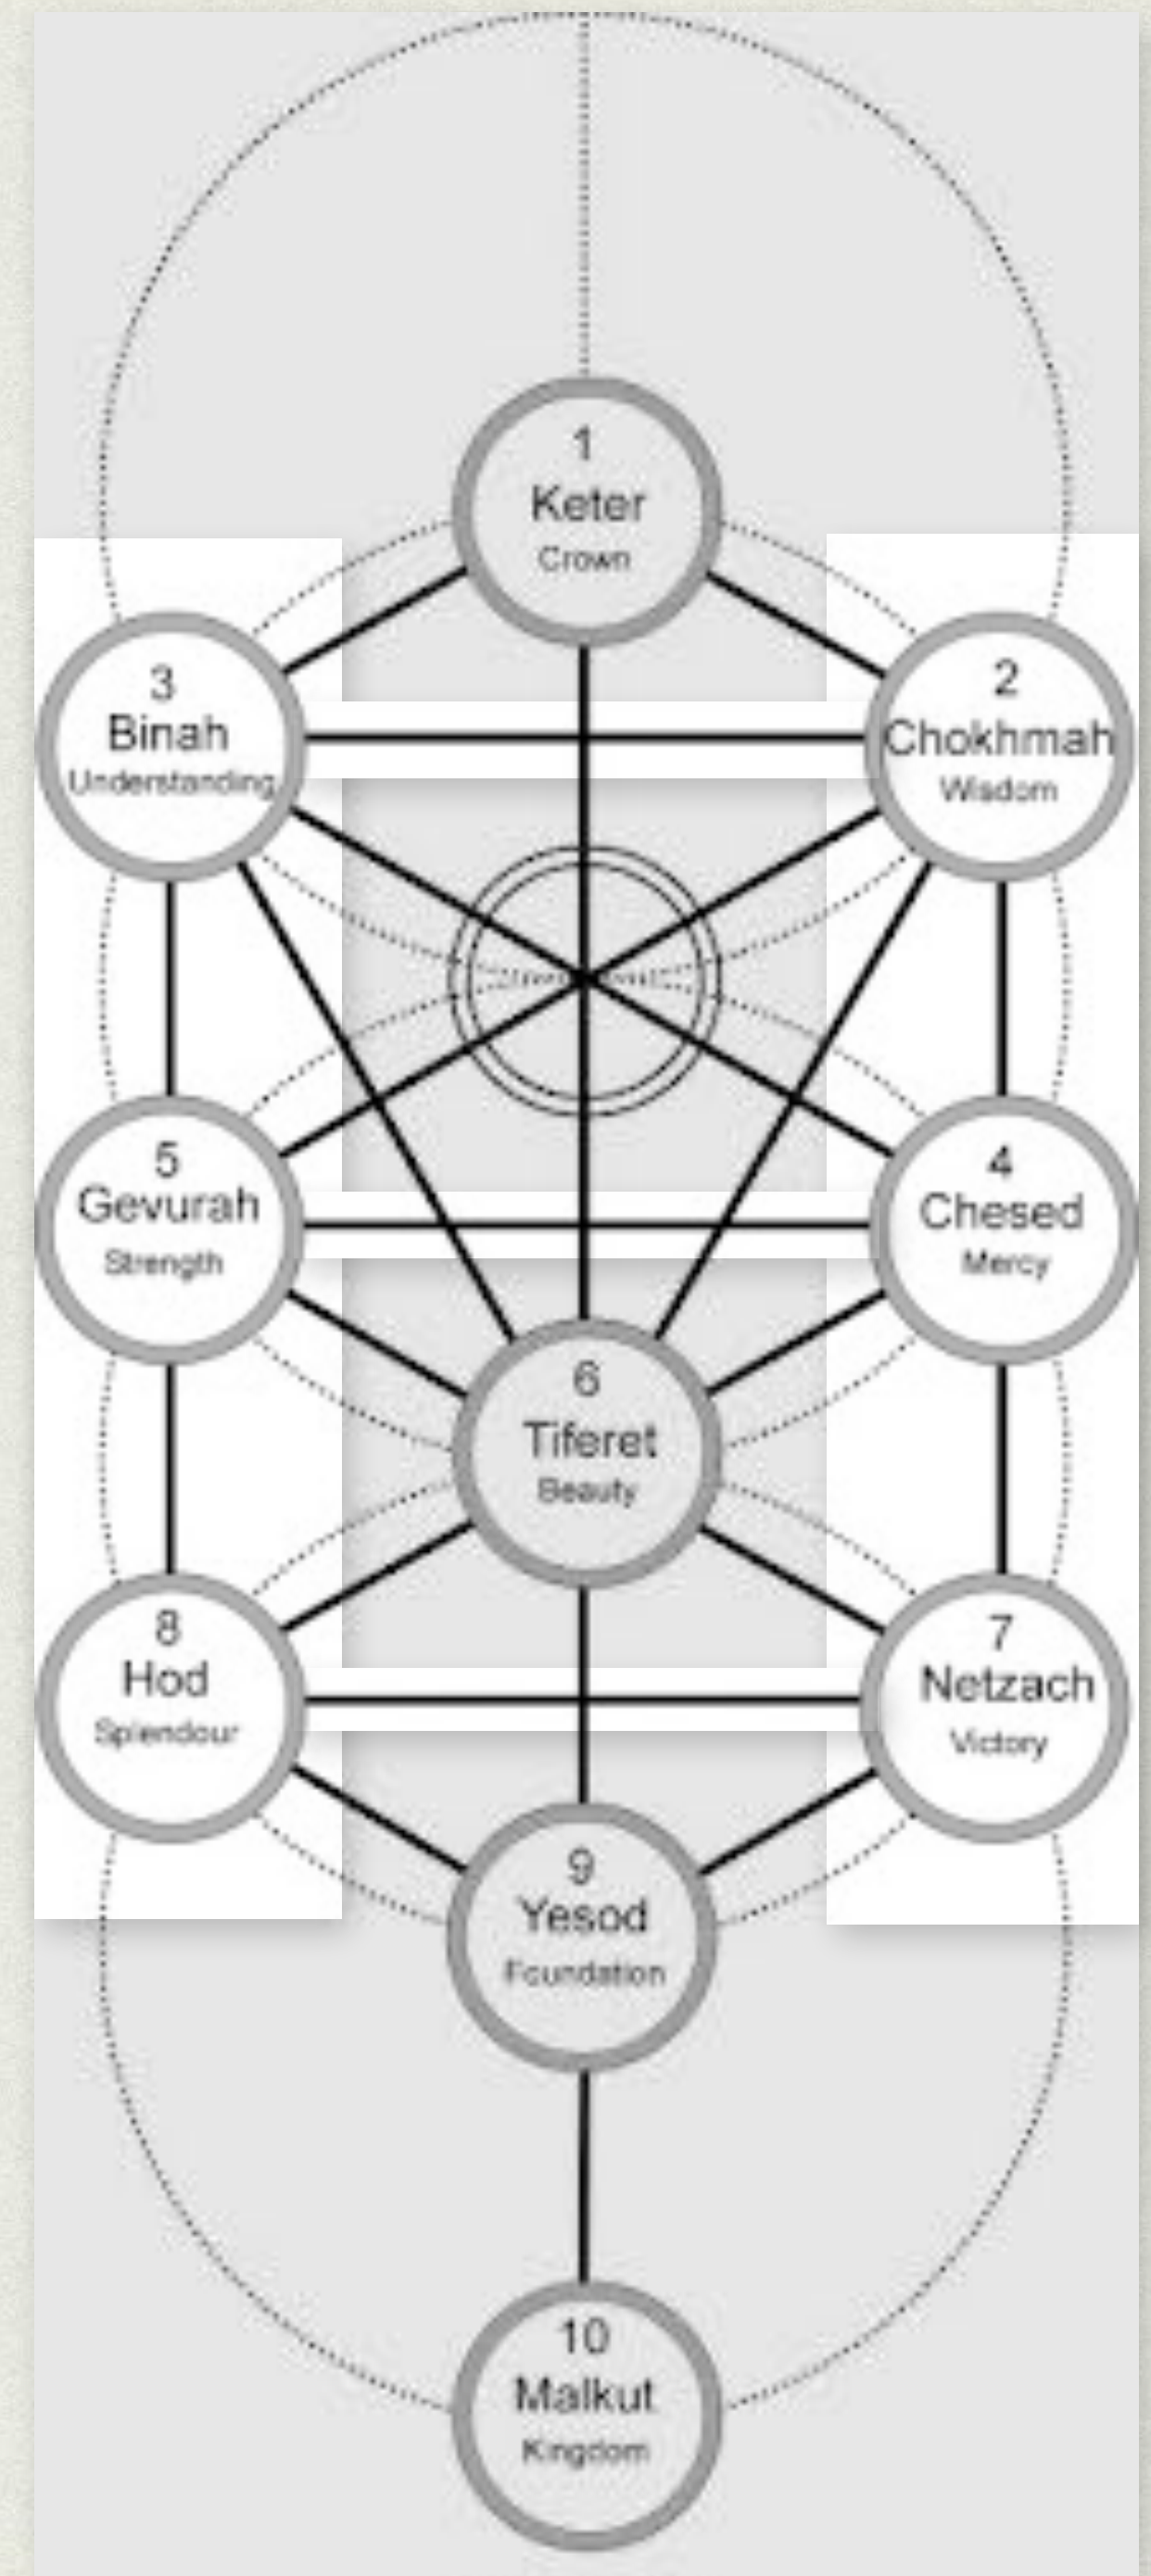 1
Keter
Crown
3
Binah
Understanding
2
Chokhmah
Wisdom
5
Gevurah
Strength
4
Chesed
Mercy
6
Tiferet
Beauty
8
Hod
Splendour
7
Netzach
Victory
9
Yesod
Foundation
10
Malkut
Kingdom